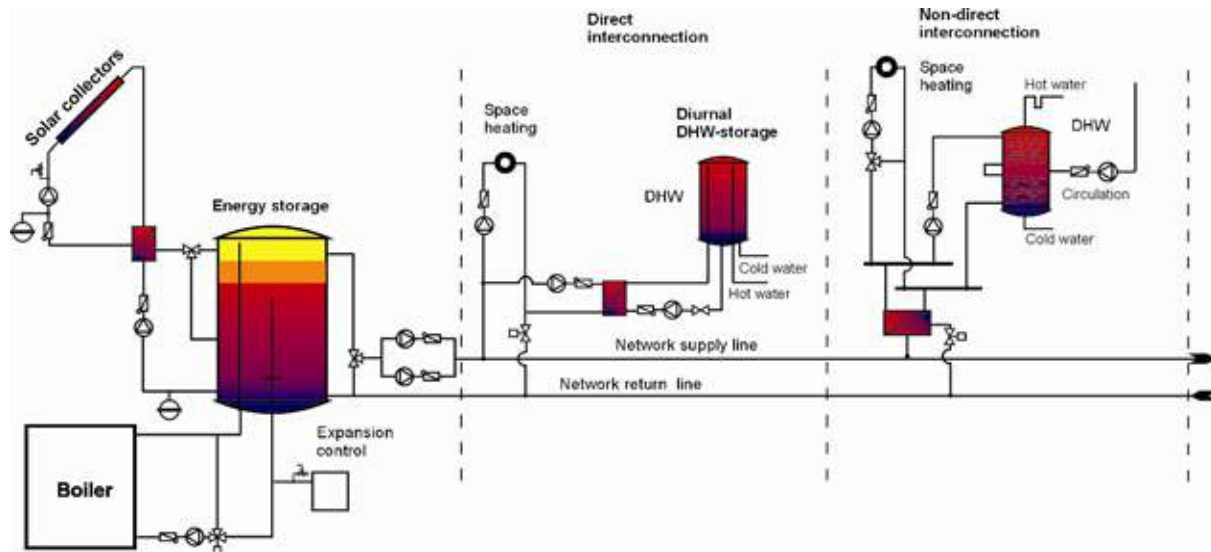 Direct
interconnection
Non-direct
interconnection
Solar collectors
Space
heating
Diurnal
DHW-storage
Space
heating
Hot water
DHW
Energy storage
DHW
Circulation
Cold water
Cold water
Hot water
Network supply line
Network return line
Expansion
control
Boiler